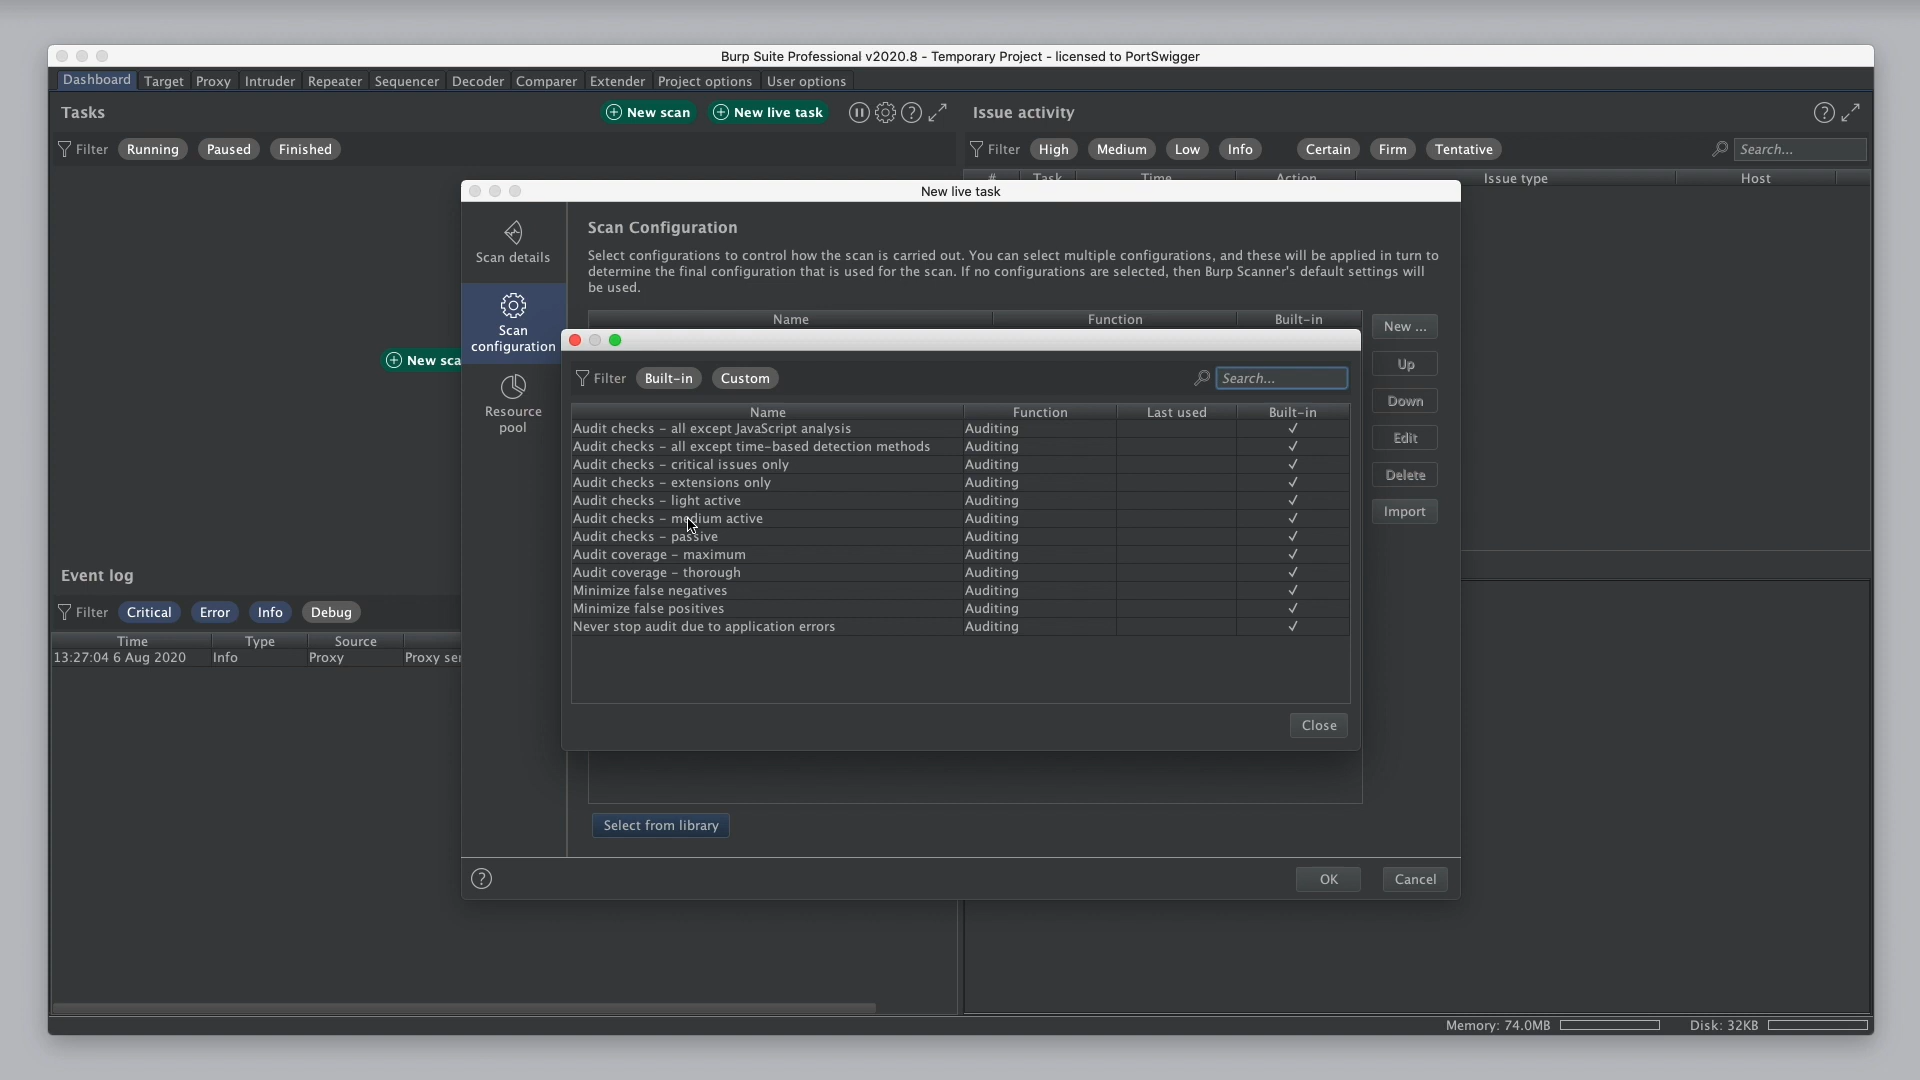 Burp Suite Professional v2020.8 - Temporary Project - licensed to PortSwigger
Dashboard Target Proxy Intruder Repeater Sequencer Decoder Comparer Extender Project options User options
Tasks
New scan
New live task
Filter Running Paused Finished
New sca
Issue activity
Filter High Medium Low Info Certain Firm Tentative Search...
# Task Time Action Issue type Host
Event log
Filter Critical Error Info Debug
Time Type Source
13:27:04 6 Aug 2020 Info Proxy Proxy ser
New live task
Scan details
Scan
configuration
Resource
pool
Scan Configuration
Select configurations to control how the scan is carried out. You can select multiple configurations, and these will be applied in turn to
determine the final configuration that is used for the scan. If no configurations are selected, then Burp Scanner's default settings will
be used.
Name Function Built-in
New ...
Up
Down
Edit
Delete
Import
Filter Built-in Custom Search...
Name Function Last used Built-in
Audit checks - all except JavaScript analysis Auditing ✓
Audit checks - all except time-based detection methods Auditing ✓
Audit checks - critical issues only Auditing ✓
Audit checks - extensions only Auditing ✓
Audit checks - light active Auditing ✓
Audit checks - medium active Auditing ✓
Audit checks - passive Auditing ✓
Audit coverage - maximum Auditing ✓
Audit coverage - thorough Auditing ✓
Minimize false negatives Auditing ✓
Minimize false positives Auditing ✓
Never stop audit due to application errors Auditing ✓
Close
Select from library
OK Cancel
Memory: 74.0MB Disk: 32KB